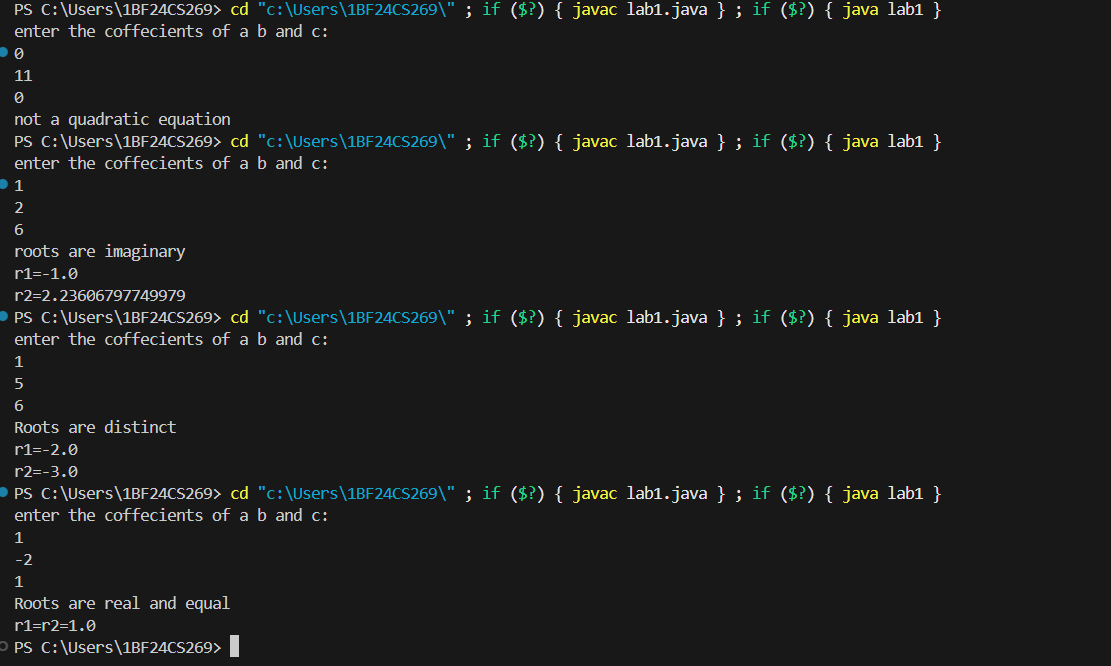 PS C:\Users\1BF24CS269> cd "c:\Users\1BF24CS269\" ; if ($?) { javac lab1.java } ; if ($?) { java lab1 }
enter the coffecients of a b and c:
0
11
0
not a quadratic equation
PS C:\Users\1BF24CS269> cd "c:\Users\1BF24CS269\" ; if ($?) { javac lab1.java } ; if ($?) { java lab1 }
enter the coffecients of a b and c:
1
2
6
roots are imaginary
r1=-1.0
r2=2.23606797749979
PS C:\Users\1BF24CS269> cd "c:\Users\1BF24CS269\" ; if ($?) { javac lab1.java } ; if ($?) { java lab1 }
enter the coffecients of a b and c:
1
5
6
Roots are distinct
r1=-2.0
r2=-3.0
PS C:\Users\1BF24CS269> cd "c:\Users\1BF24CS269\" ; if ($?) { javac lab1.java } ; if ($?) { java lab1 }
enter the coffecients of a b and c:
1
-2
1
Roots are real and equal
r1=r2=1.0
PS C:\Users\1BF24CS269>